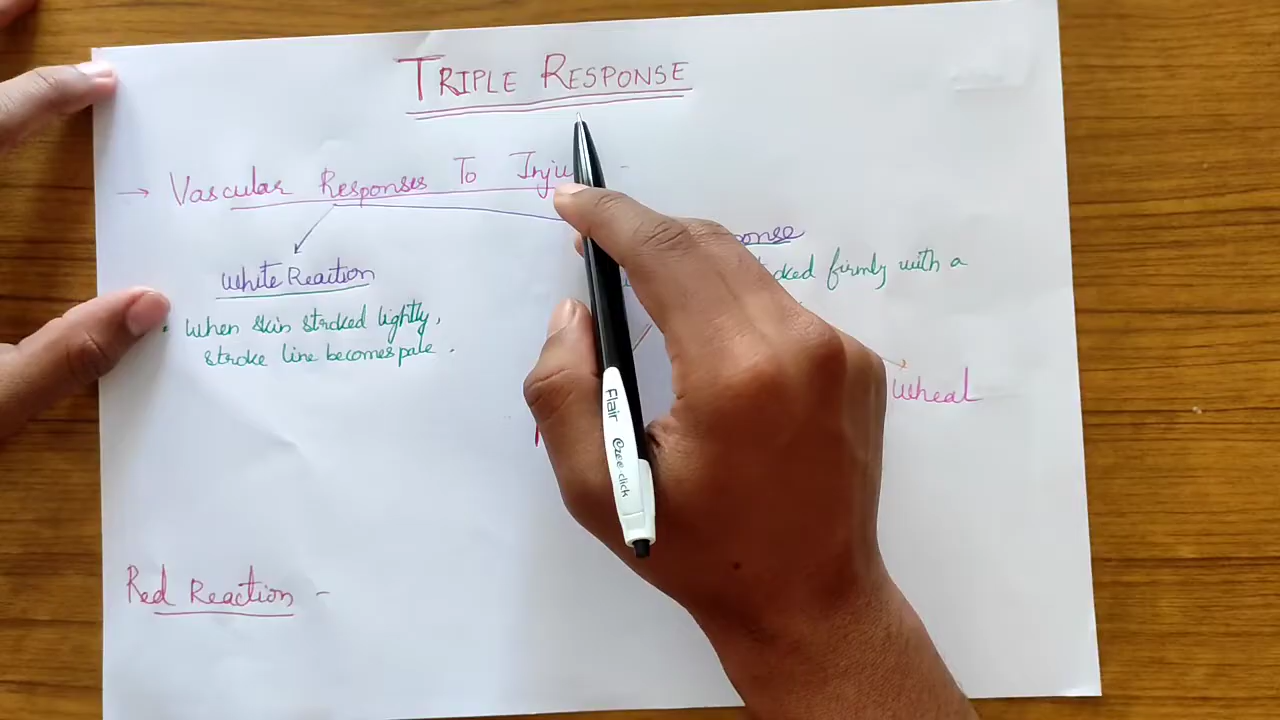 TRIPLE RESPONSE
→ Vascular Responses To Inju -
White Reaction
• When skin stroked lightly,
stroke line becomes pale.
onse
oked firmly with a
Wheal
Red Reaction -
Flair Ezee click